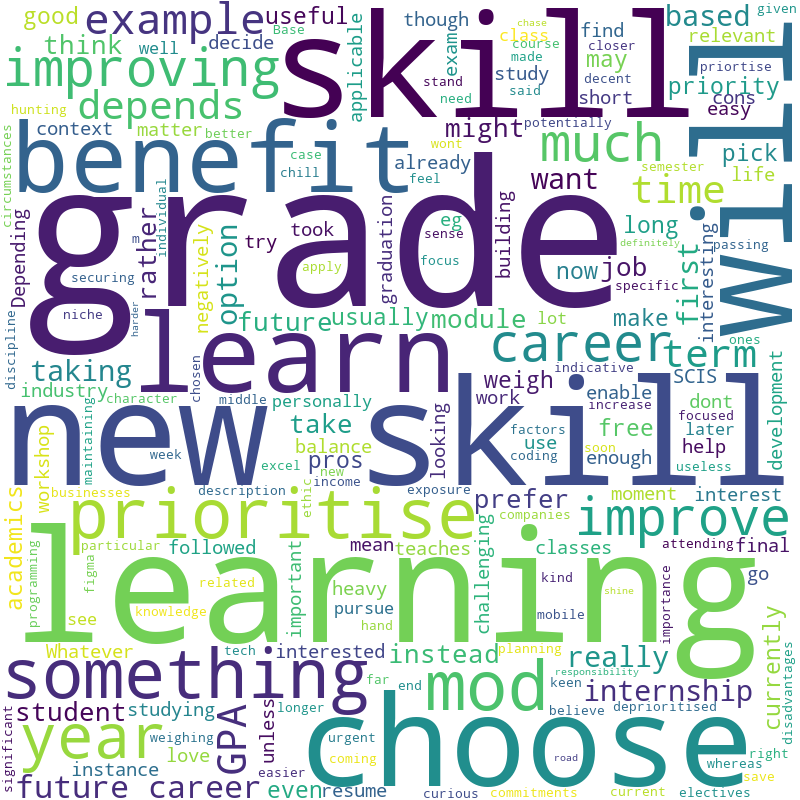 good
example
useful
though
chase
course
class
find
based
given
think
well
decide
Base
exam
made
closer
relevant
improving
skill
will
applicable
study
may
decent
priortise
said
stand
need
short
priority
cons
easy
hunting
depends
context
matter
better
might
potentially
much
pick
benefit
case
chill
already
feel
wont
semester
circumstances
individual
want
time
life
grade
took
eg
sense
long
definitely
passing
Depending
m
rather
try
graduation
building
apply
focus
now
job
first
interesting
securing
negatively
option
specific
niche
harder
future
usually
module
lot
make
ones
discipline
learn
career
term
taking
chosen
indicative
weigh
SCIS
industry
character
middle
personally
looking
work
enable
increase
dont
focused
development
new skill
maintaining
take
factors
use
free
later
workshop
balance
coding
enough
help
week
excel
new
pros
soon
useless
income
description
ethic
exposure
prefer
moment
interest
academics
businesses
prioritise
companies
improve
programming
particular
followed
important
mean
teaches
challenging
classes
attending
final
figma
see
learning
related
heavy
kind
go
knowledge
hand
pursue
shine
mobile
importance
Whatever
tech
interested
instead
planning
responsibility
really
currently
disadvantages
something
far
end
mod
keen
internship
significant
student
studying
GPA
unless
longer
believe
deprioritised
year
weighing
love
urgent
choose
right
instance
easier
coming
road
whereas
future career
even
resume
curious
commitments
current
electives
save